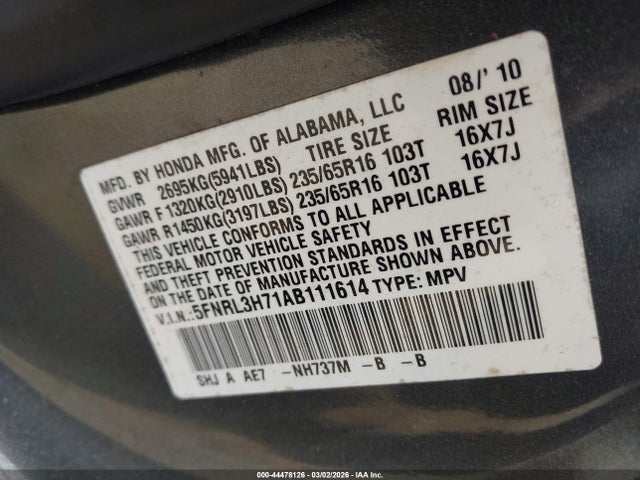 MFD. BY HONDA MFG. OF ALABAMA, LLC 08/'10
GVWR 2695KG(5941LBS) TIRE SIZE RIM SIZE
GAWR F 1320KG(2910LBS) 235/65R16 103T 16X7J
GAWR R1450KG(3197LBS) 235/65R16 103T 16X7J
THIS VEHICLE CONFORMS TO ALL APPLICABLE
FEDERAL MOTOR VEHICLE SAFETY
AND THEFT PREVENTION STANDARDS IN EFFECT
ON THE DATE OF MANUFACTURE SHOWN ABOVE.
V.I.N.:5FNRL3H71AB111614 TYPE: MPV
SHJ A AE7 -NH737M -B -B
000-44478126 - 03/02/2026 - IAA Inc.